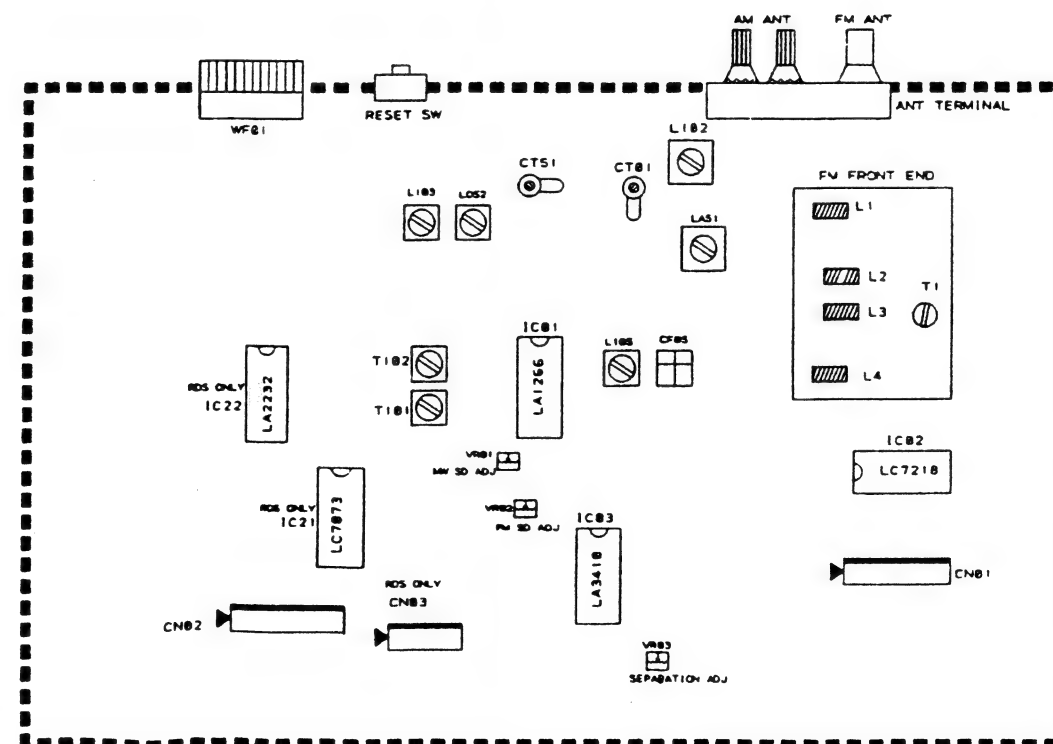 AM ANT FM ANT
ANT TERMINAL
WF01
RESET SW
L102
CT51
CT01
L103 LO52
LA51
FM FRONT END
L1
L2
T1
L3
L4
IC01
LA1266
L105
CF05
T102
T101
RDS ONLY
IC22
LA2232
VR01
MW SD ADJ
IC02
LC7218
RDS ONLY
IC21
LC7073
VR02
FM SD ADJ
IC03
LA3410
CN01
RDS ONLY
CN03
CN02
VR03
SEPARATION ADJ